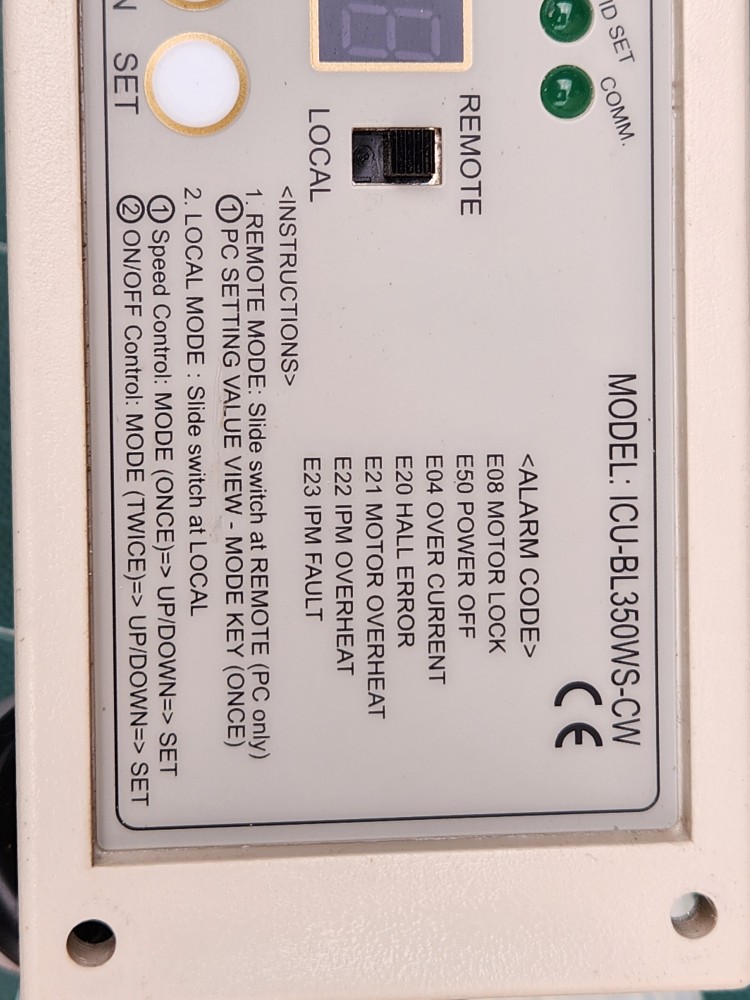 ID SET
COMM.
N
SET
REMOTE
LOCAL
MODEL: ICU-BL350WS-CW
CE
<ALARM CODE>
E08 MOTOR LOCK
E50 POWER OFF
E04 OVER CURRENT
E20 HALL ERROR
E21 MOTOR OVERHEAT
E22 IPM OVERHEAT
E23 IPM FAULT
<INSTRUCTIONS>
1. REMOTE MODE: Slide switch at REMOTE (PC only)
① PC SETTING VALUE VIEW - MODE KEY (ONCE)
2. LOCAL MODE : Slide switch at LOCAL
① Speed Control: MODE (ONCE)=> UP/DOWN=> SET
② ON/OFF Control: MODE (TWICE)=> UP/DOWN=> SET